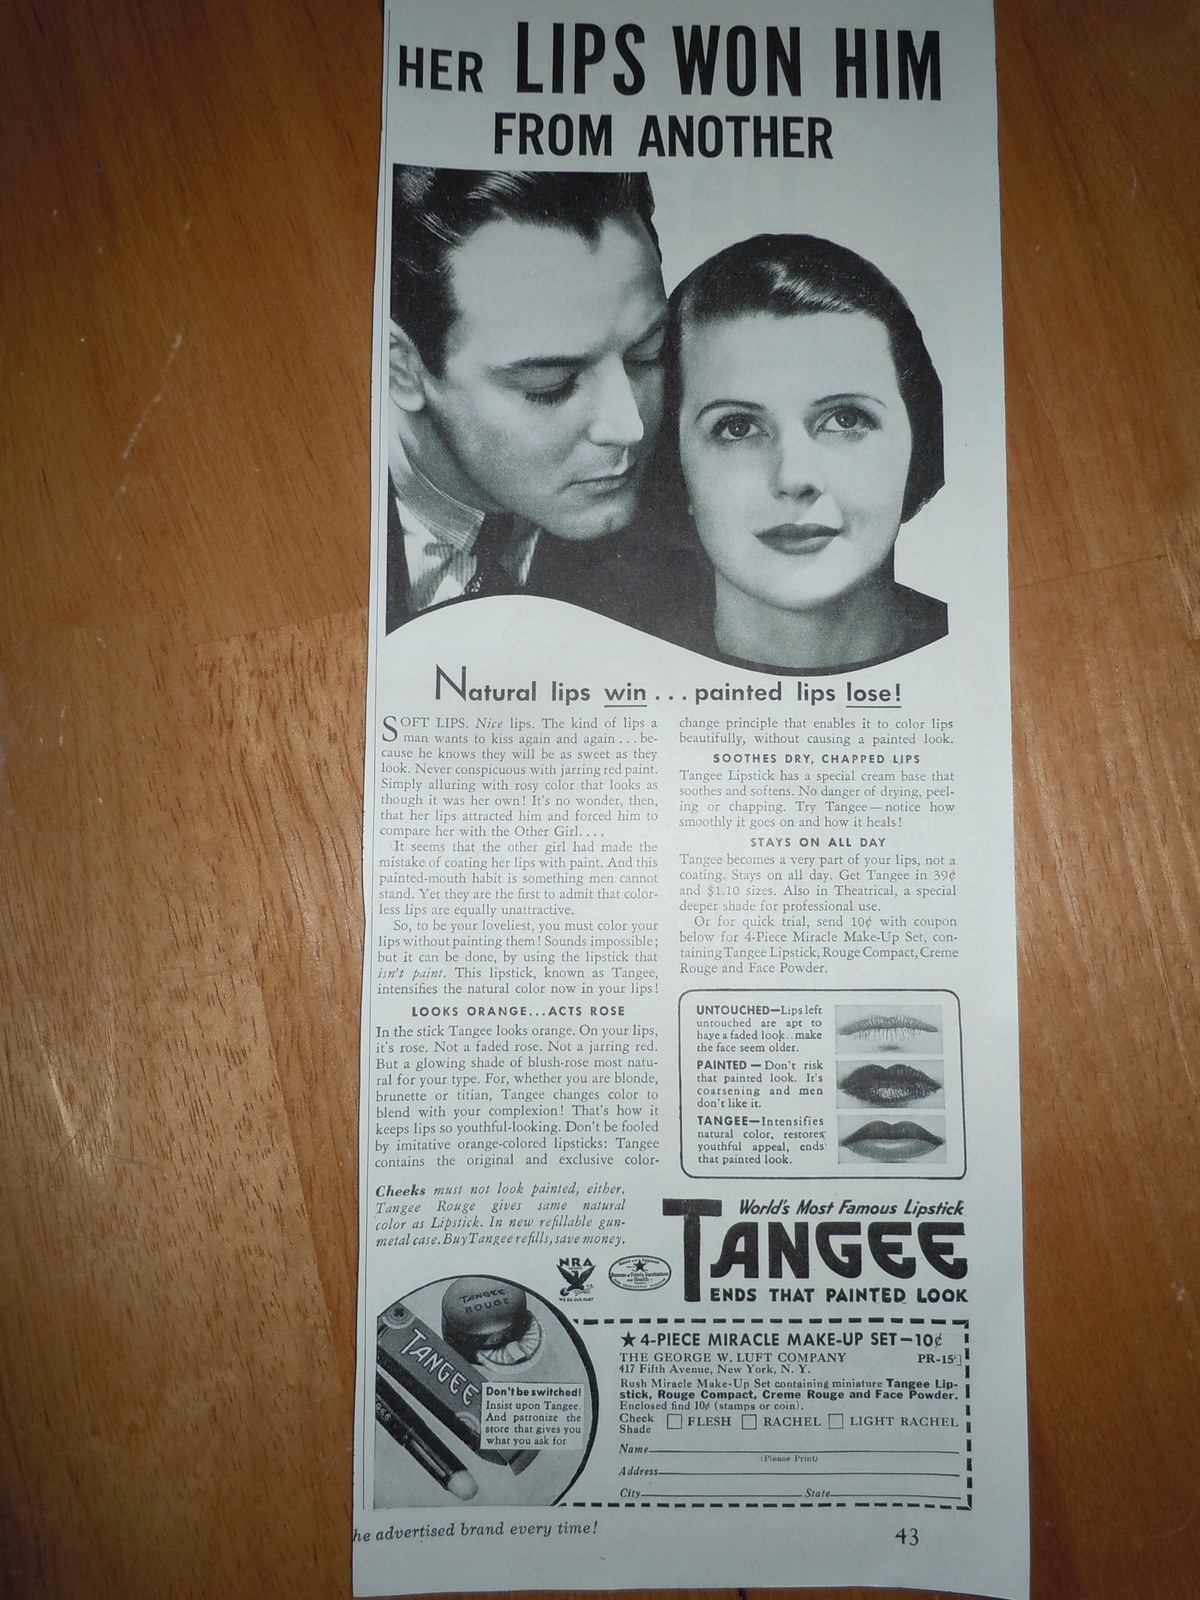 HER LIPS WON HIM
FROM ANOTHER
Natural lips win... painted lips lose!
SOFT LIPS. Nice lips. The kind of lips a
man wants to kiss again and again... be-
cause he knows they will be as sweet as they
look. Never conspicuous with jarring red paint.
Simply alluring with rosy color that looks as
though it was her own! It's no wonder, then,
that her lips attracted him and forced him to
compare her with the Other Girl....
It seems that the other girl had made the
mistake of coating her lips with paint. And this
painted-mouth habit is something men cannot
stand. Yet they are the first to admit that color-
less lips are equally unattractive.
So, to be your loveliest, you must color your
lips without painting them! Sounds impossible;
but it can be done, by using the lipstick that
isn't paint. This lipstick, known as Tangee,
intensifies the natural color now in your lips!
LOOKS ORANGE...ACTS ROSE
In the stick Tangee looks orange. On your lips,
it's rose. Not a faded rose. Not a jarring red.
But a glowing shade of blush-rose most natu-
ral for your type. For, whether you are blonde,
brunette or titian, Tangee changes color to
blend with your complexion! That's how it
keeps lips so youthful-looking. Don't be fooled
by imitative orange-colored lipsticks: Tangee
contains the original and exclusive color-
change principle that enables it to color lips
beautifully, without causing a painted look.
SOOTHES DRY, CHAPPED LIPS
Tangee Lipstick has a special cream base that
soothes and softens. No danger of drying, peel-
ing or chapping. Try Tangee—notice how
smoothly it goes on and how it heals!
STAYS ON ALL DAY
Tangee becomes a very part of your lips, not a
coating. Stays on all day. Get Tangee in 39¢
and $1.10 sizes. Also in Theatrical, a special
deeper shade for professional use.
Or for quick trial, send 10¢ with coupon
below for 4-Piece Miracle Make-Up Set, con-
taining Tangee Lipstick, Rouge Compact, Creme
Rouge and Face Powder.
UNTOUCHED—Lips left
untouched are apt to
have a faded look.. make
the face seem older.
PAINTED—Don't risk
that painted look. It's
coarsening and men
don't like it.
TANGEE—Intensifies
natural color, restores
youthful appeal, ends
that painted look.
Cheeks must not look painted, either.
Tangee Rouge gives same natural
color as Lipstick. In new refillable gun-
metal case. Buy Tangee refills, save money.
World's Most Famous Lipstick
TANGEE
ENDS THAT PAINTED LOOK
NRA
WE DO OUR PART
TANGEE
ROUGE
TANGEE
Don't be switched!
Insist upon Tangee.
And patronize the
store that gives you
what you ask for
★ 4-PIECE MIRACLE MAKE-UP SET—10¢
THE GEORGE W. LUFT COMPANY PR-15
417 Fifth Avenue, New York, N. Y.
Rush Miracle Make-Up Set containing miniature Tangee Lip-
stick, Rouge Compact, Creme Rouge and Face Powder.
Enclosed find 10¢ (stamps or coin).
Check Shade FLESH RACHEL LIGHT RACHEL
Name
(Please Print)
Address
City State
he advertised brand every time!
43